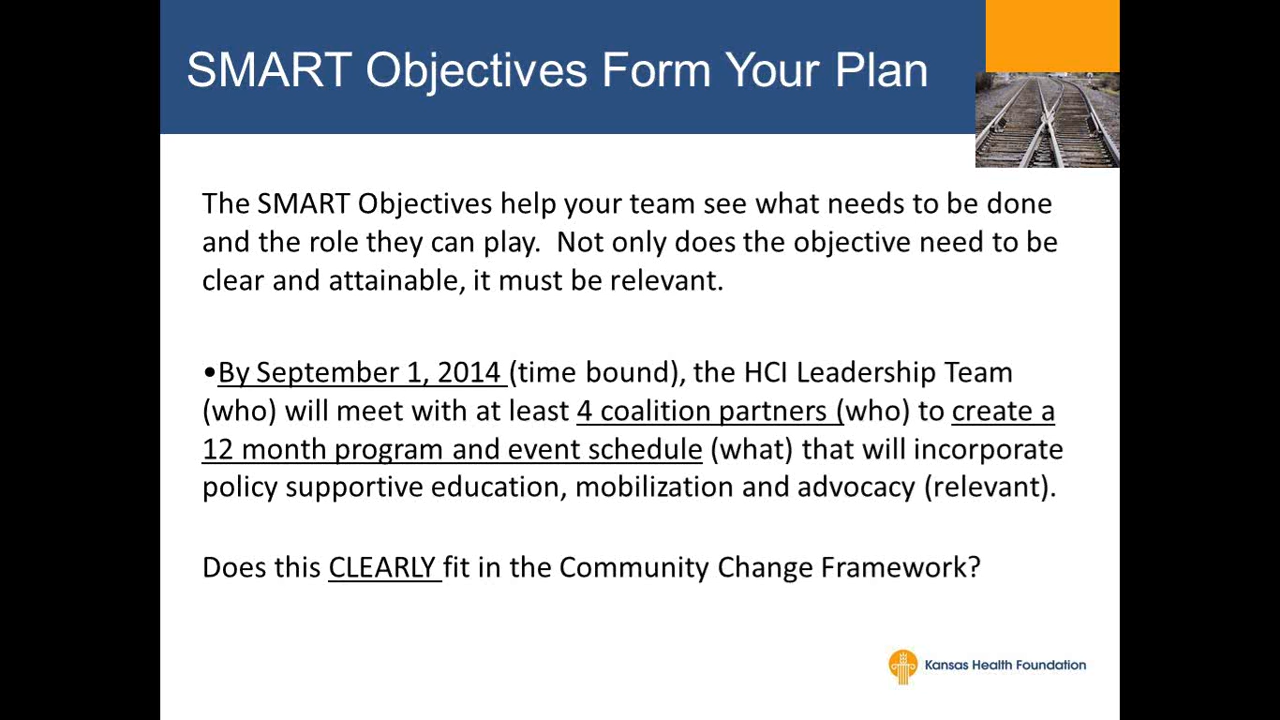 SMART Objectives Form Your Plan
The SMART Objectives help your team see what needs to be done
and the role they can play.  Not only does the objective need to be
clear and attainable, it must be relevant.
•By September 1, 2014 (time bound), the HCI Leadership Team
(who) will meet with at least 4 coalition partners (who) to create a
12 month program and event schedule (what) that will incorporate
policy supportive education, mobilization and advocacy (relevant).
Does this CLEARLY fit in the Community Change Framework?
Kansas Health Foundation